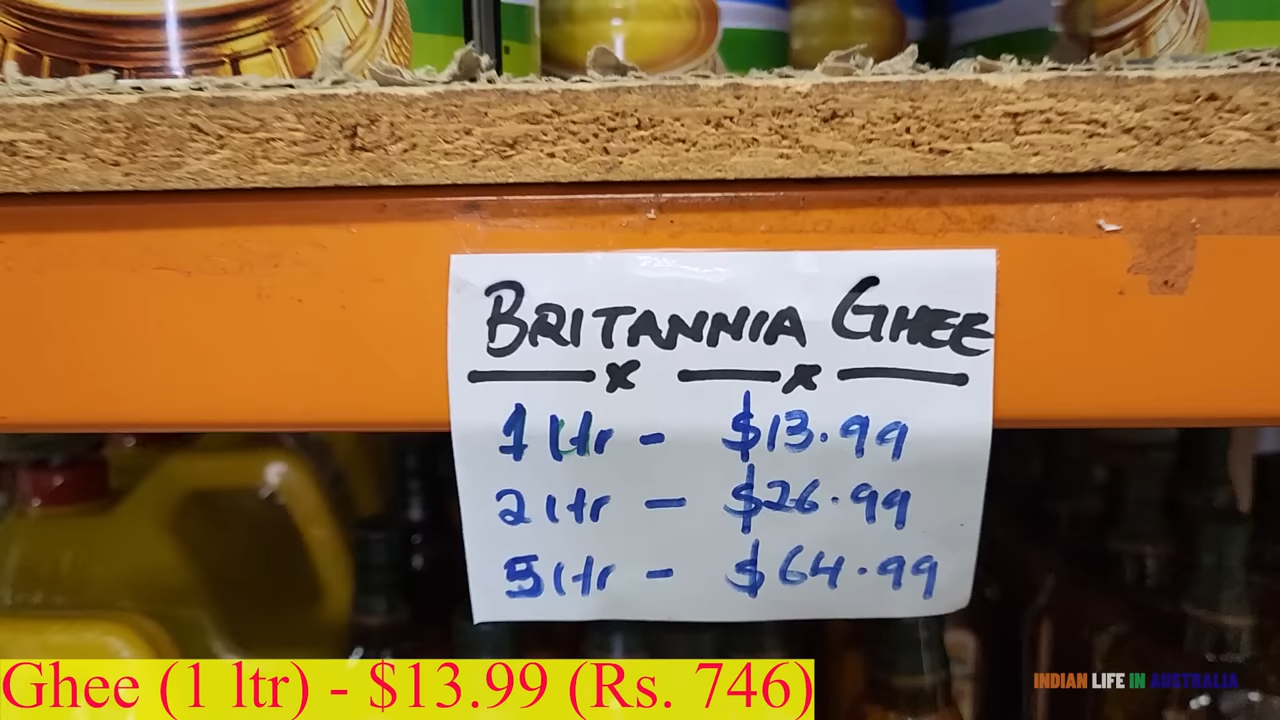 BRITANNIA GHEE
1 ltr - $13.99
2 ltr - $26.99
5 ltr - $64.99
Ghee (1 ltr) - $13.99 (Rs. 746)
INDIAN LIFE IN AUSTRALIA